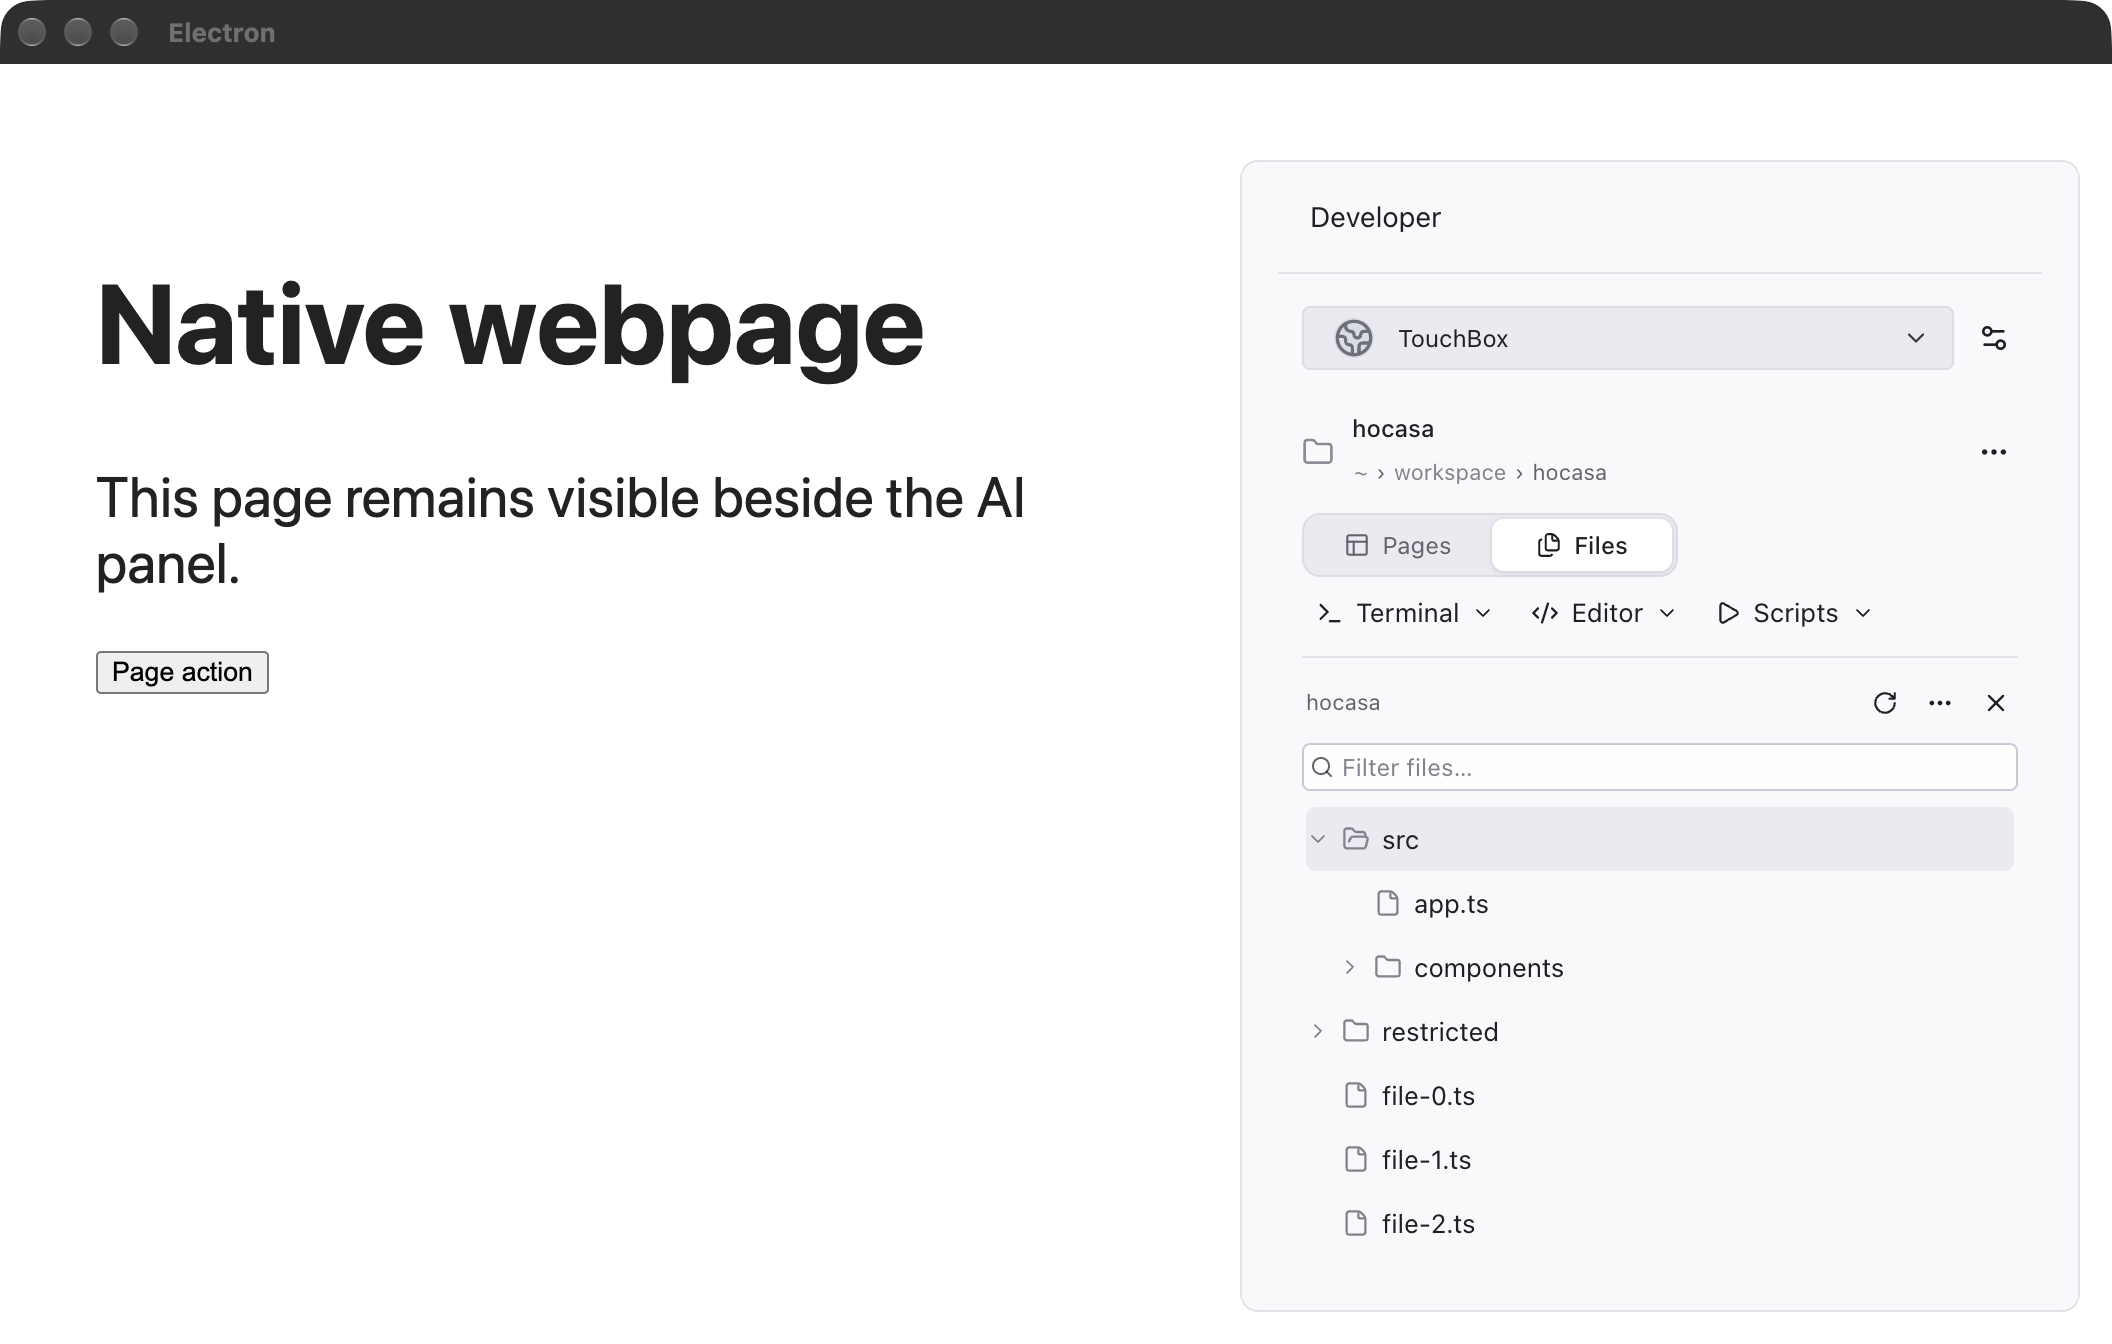 Electron
Native webpage
This page remains visible beside the AI
panel.
Page action
Developer
TouchBox
hocasa
~ › workspace › hocasa
Pages Files
Terminal Editor Scripts
hocasa
Filter files...
src
app.ts
components
restricted
file-0.ts
file-1.ts
file-2.ts